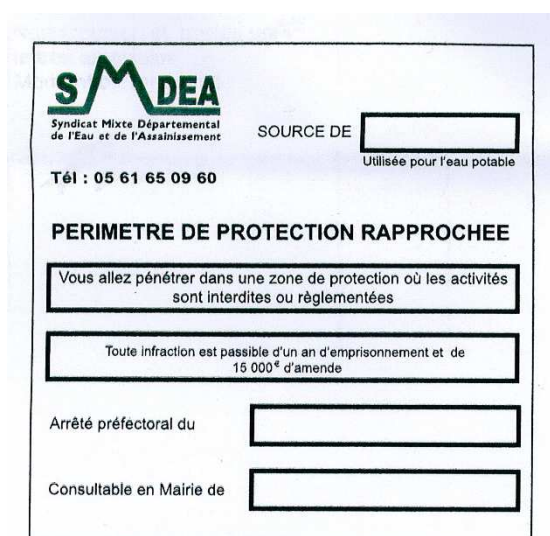 SMDEA
Syndicat Mixte Départemental
de l'Eau et de l'Assainissement
SOURCE DE
Utilisée pour l'eau potable
Tél : 05 61 65 09 60
PERIMETRE DE PROTECTION RAPPROCHEE
Vous allez pénétrer dans une zone de protection où les activités
sont interdites ou règlementées
Toute infraction est passible d'un an d'emprisonnement et de
15 000€ d'amende
Arrêté préfectoral du
Consultable en Mairie de